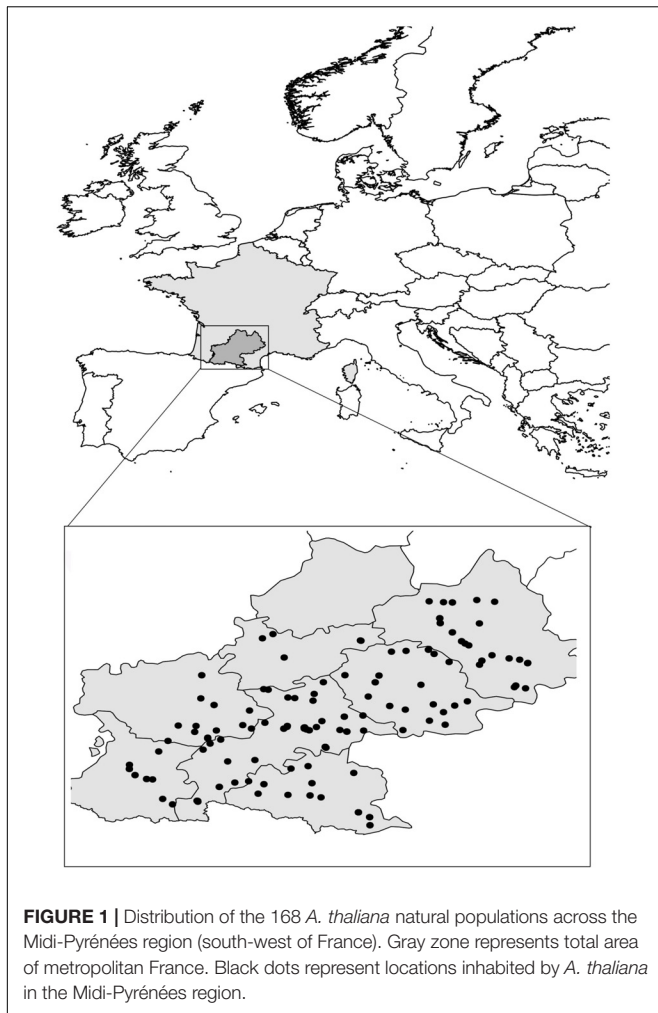 FIGURE 1 | Distribution of the 168 A. thaliana natural populations across the
Midi-Pyrénées region (south-west of France). Gray zone represents total area
of metropolitan France. Black dots represent locations inhabited by A. thaliana
in the Midi-Pyrénées region.